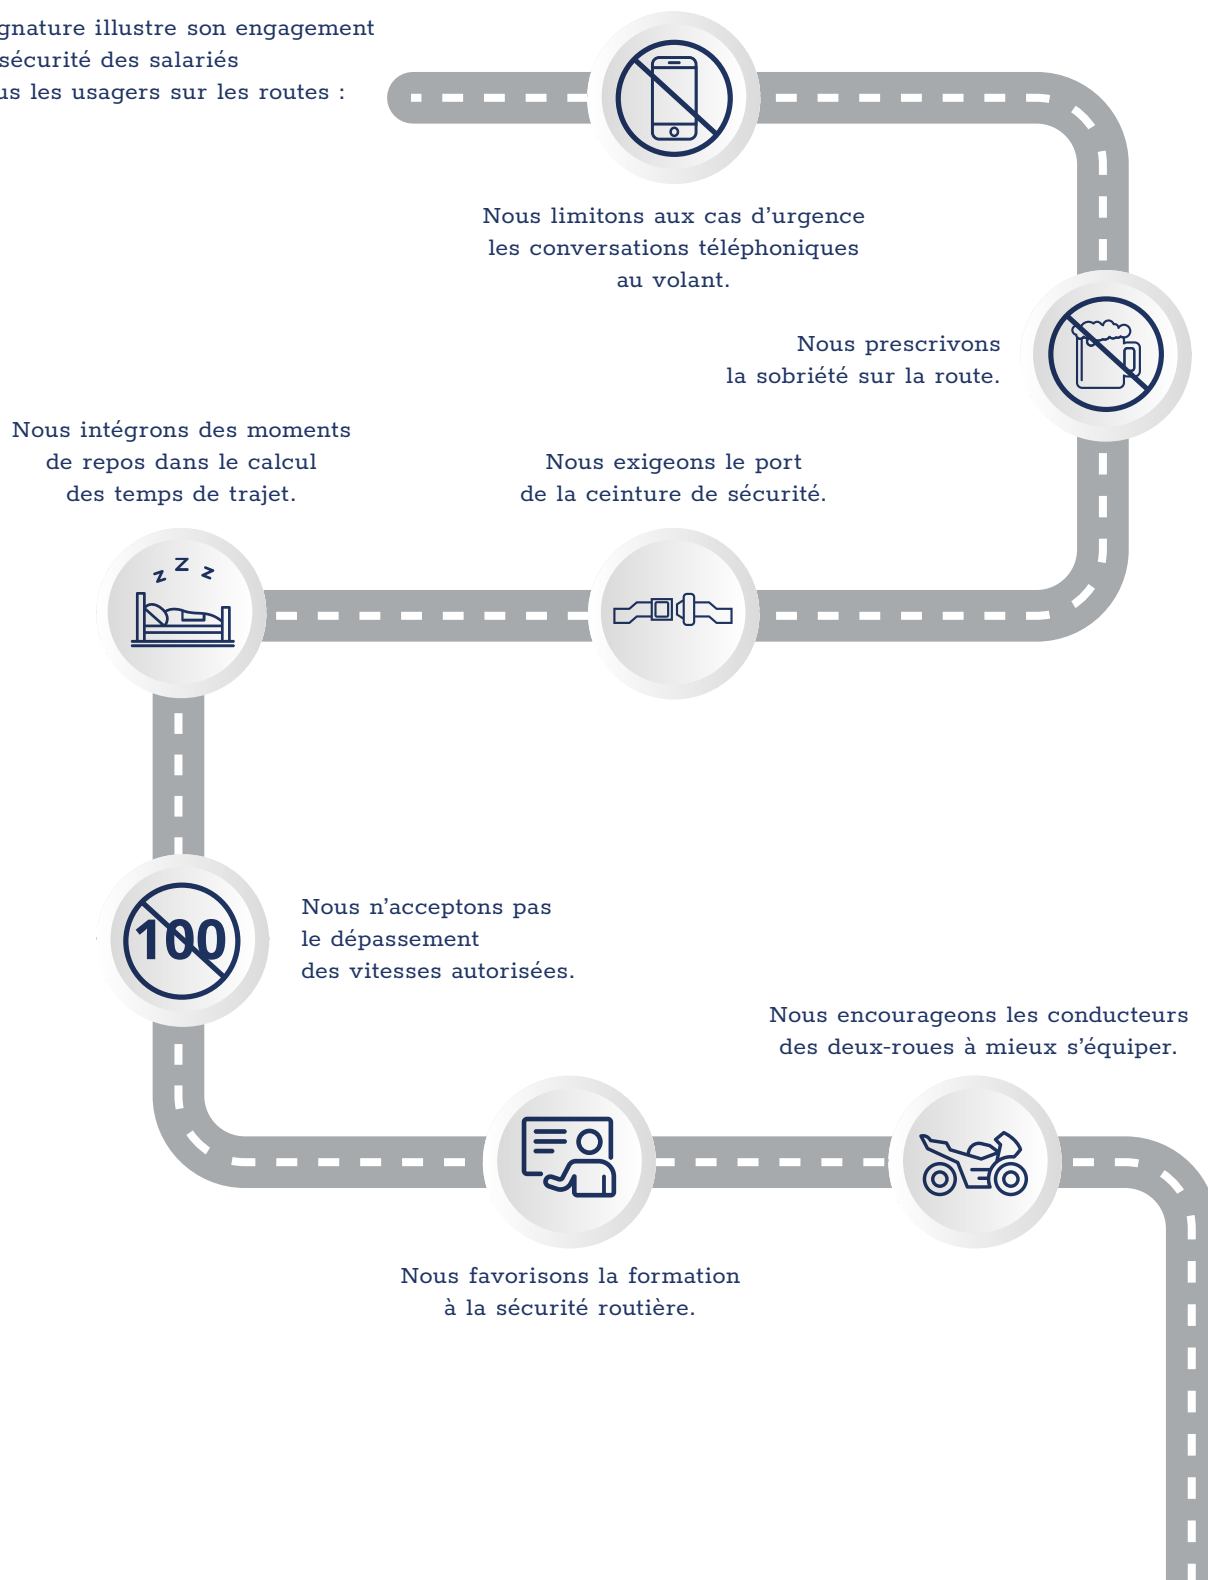 gnature illustre son engagement
sécurité des salariés
us les usagers sur les routes :
Nous limitons aux cas d’urgence
les conversations téléphoniques
au volant.
Nous prescrivons
la sobriété sur la route.
Nous exigeons le port
de la ceinture de sécurité.
Nous intégrons des moments
de repos dans le calcul
des temps de trajet.
z Z z
100
Nous n’acceptons pas
le dépassement
des vitesses autorisées.
Nous favorisons la formation
à la sécurité routière.
Nous encourageons les conducteurs
des deux-roues à mieux s’équiper.